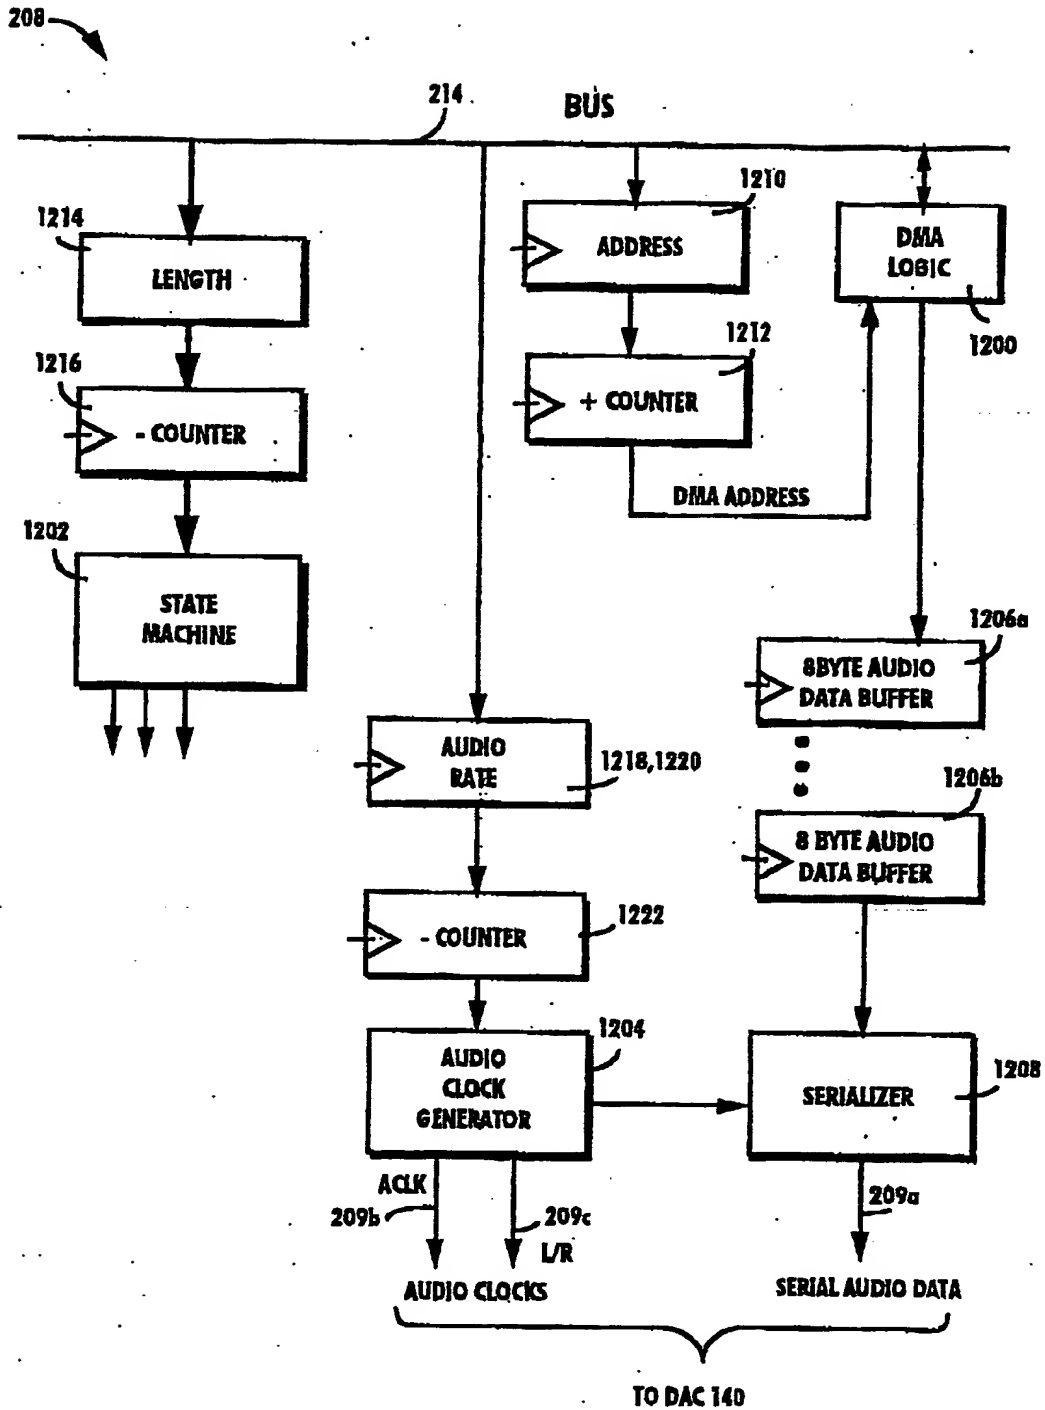 208
214
BUS
1210
1214
ADDRESS
DMA
LOGIC
LENGTH
1200
1212
1216
+ COUNTER
- COUNTER
DMA ADDRESS
1202
STATE
MACHINE
1206a
8BYTE AUDIO
DATA BUFFER
AUDIO
RATE
1218,1220
1206b
8 BYTE AUDIO
DATA BUFFER
1222
- COUNTER
1204
AUDIO
CLOCK
GENERATOR
1208
SERIALIZER
ACLK
209b
209c
L/R
209a
AUDIO CLOCKS
SERIAL AUDIO DATA
TO DAC 140